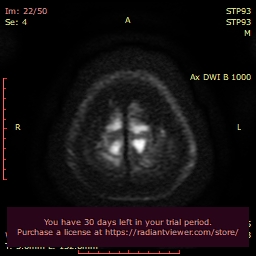 Im: 22/50
Se: 4
A
STP93
STP93
M
Ax DWI B 1000
R
L
You have 30 days left in your trial period.
Purchase a license at https://radiantviewer.com/store/